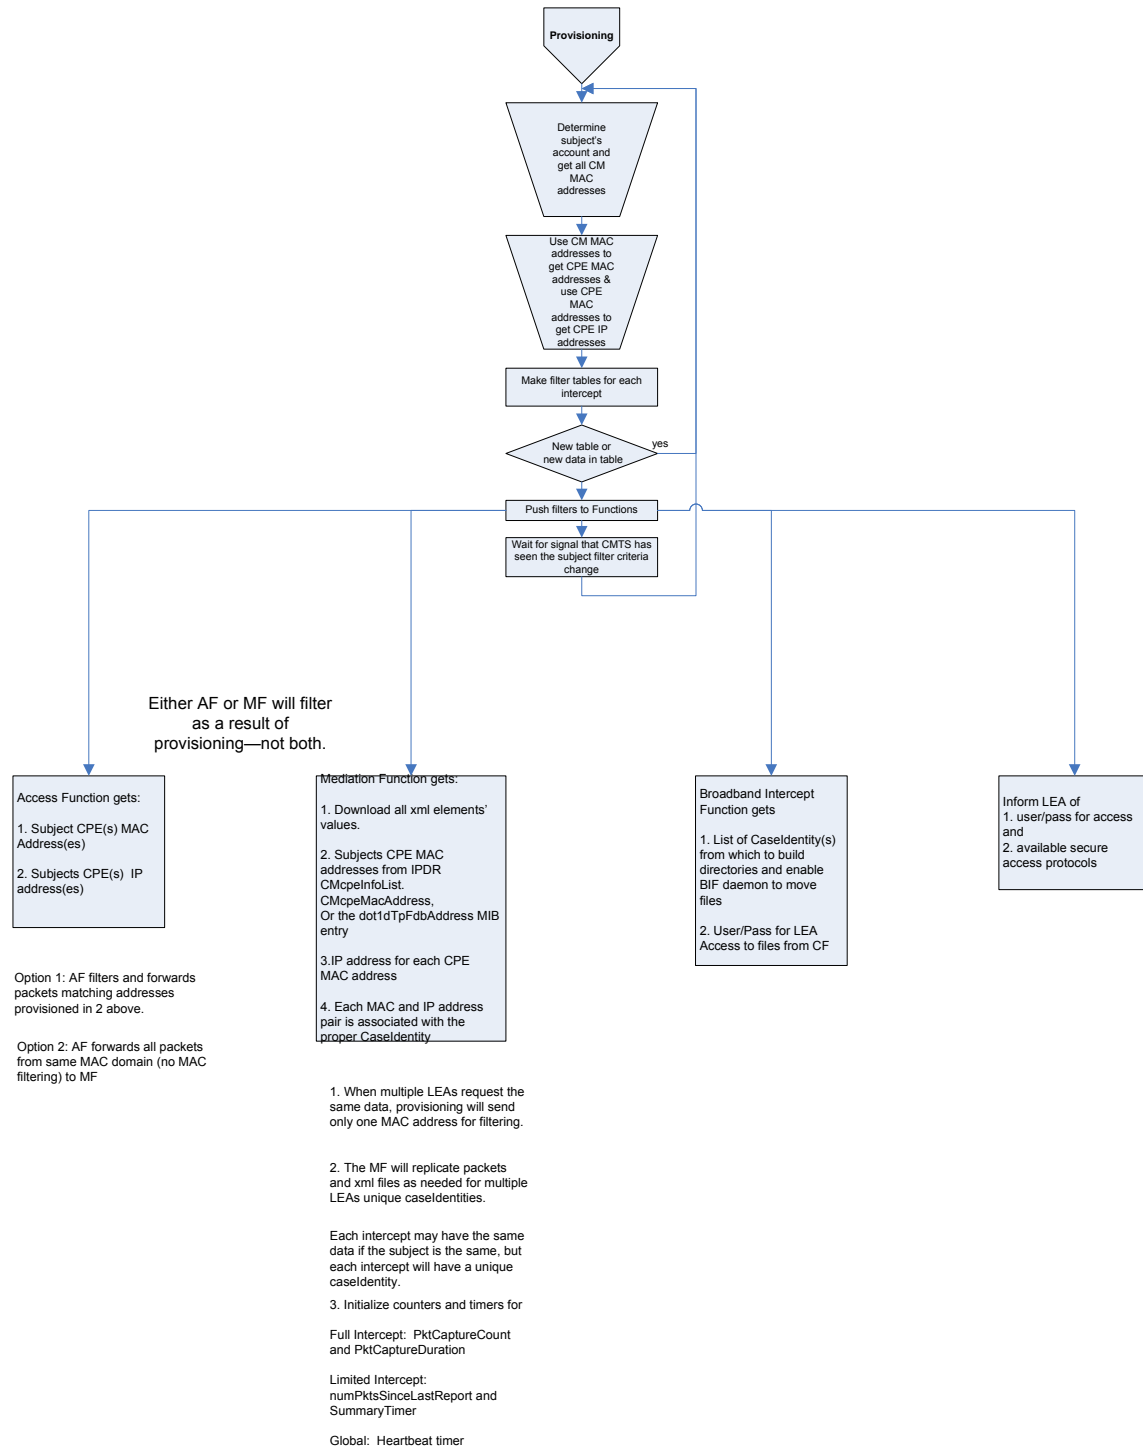 Provisioning
Determine
subject's
account and
get all CM
MAC
addresses
Use CM MAC
addresses to
get CPE MAC
addresses &
use CPE
MAC
addresses to
get CPE IP
addresses
Make filter tables for each
intercept
New table or
new data in table
yes
Push filters to Functions
Wait for signal that CMTS has
seen the subject filter criteria
change
Either AF or MF will filter
as a result of
provisioning—not both.
Access Function gets:
1. Subject CPE(s) MAC
Address(es)
2. Subjects CPE(s) IP
address(es)
Option 1: AF filters and forwards
packets matching addresses
provisioned in 2 above.
Option 2: AF forwards all packets
from same MAC domain (no MAC
filtering) to MF
Mediation Function gets:
1. Download all xml elements'
values.
2. Subjects CPE MAC
addresses from IPDR
CMcpeInfoList.
CMcpeMacAddress,
Or the dot1dTpFdbAddress MIB
entry
3.IP address for each CPE
MAC address
4. Each MAC and IP address
pair is associated with the
proper CaseIdentity
1. When multiple LEAs request the
same data, provisioning will send
only one MAC address for filtering.
2. The MF will replicate packets
and xml files as needed for multiple
LEAs unique caseIdentities.
Each intercept may have the same
data if the subject is the same, but
each intercept will have a unique
caseIdentity.
3. Initialize counters and timers for
Full Intercept: PktCaptureCount
and PktCaptureDuration
Limited Intercept:
numPktsSinceLastReport and
SummaryTimer
Global: Heartbeat timer
Broadband Intercept
Function gets
1. List of CaseIdentity(s)
from which to build
directories and enable
BIF daemon to move
files
2. User/Pass for LEA
Access to files from CF
Inform LEA of
1. user/pass for access
and
2. available secure
access protocols